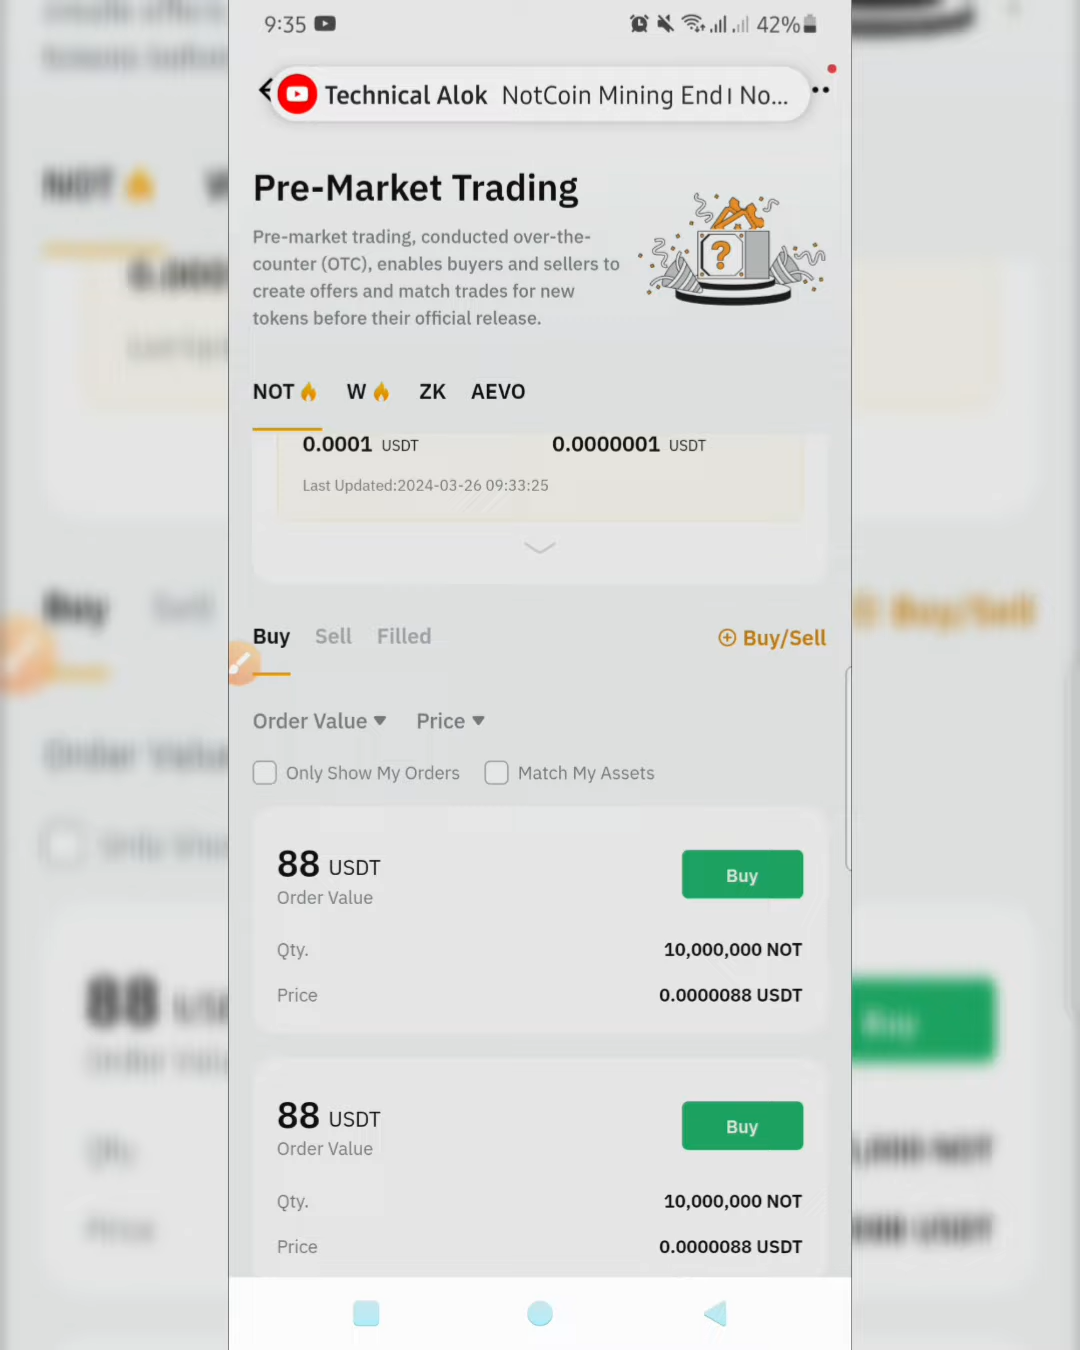 9:35
42%
Technical Alok NotCoin Mining End। No...
Pre-Market Trading
Pre-market trading, conducted over-the-
counter (OTC), enables buyers and sellers to
create offers and match trades for new
tokens before their official release.
NOT W ZK AEVO
0.0001 USDT 0.0000001 USDT
Last Updated:2024-03-26 09:33:25
Buy Sell Filled Buy/Sell
Order Value Price
Only Show My Orders Match My Assets
88 USDT
Buy
Order Value
Qty. 10,000,000 NOT
Price 0.0000088 USDT
88 USDT
Buy
Order Value
Qty. 10,000,000 NOT
Price 0.0000088 USDT